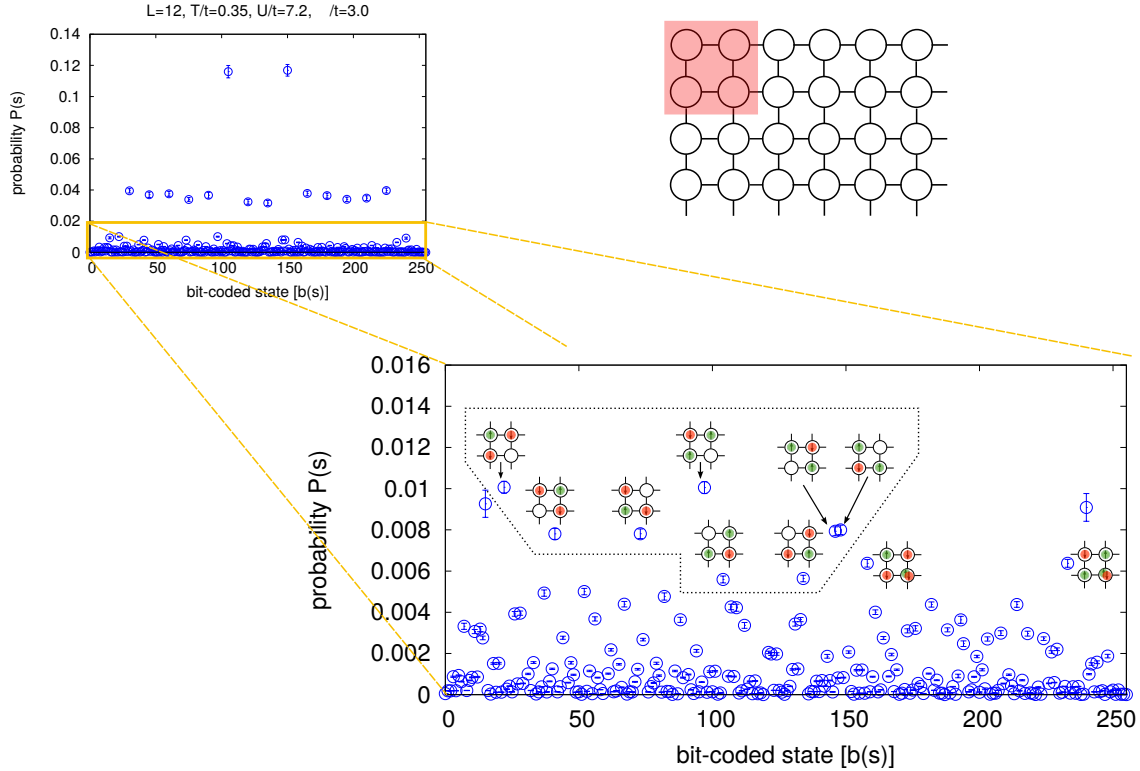 L=12, T/t=0.35, U/t=7.2, /t=3.0
probability P(s)
0.14
0.12
0.1
0.08
0.06
0.04
0.02
0
0 50 100 150 200 250
bit-coded state [b(s)]
probability P(s)
0.016
0.014
0.012
0.01
0.008
0.006
0.004
0.002
0
0 50 100 150 200 250
bit-coded state [b(s)]